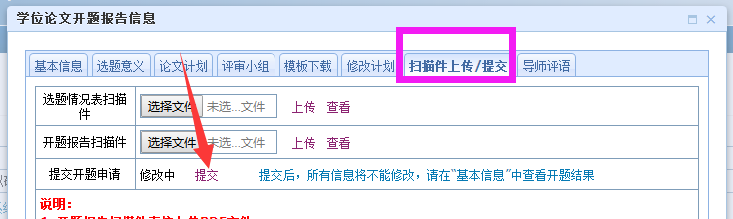 学位论文开题报告信息
基本信息 选题意义 论文计划 评审小组 模板下载 修改计划 扫描件上传/提交 导师评语
选题情况表扫描件 选择文件 未选...文件 上传 查看
开题报告扫描件 选择文件 未选...文件 上传 查看
提交开题申请 修改中 提交 提交后，所有信息将不能修改，请在“基本信息”中查看开题结果
说明：